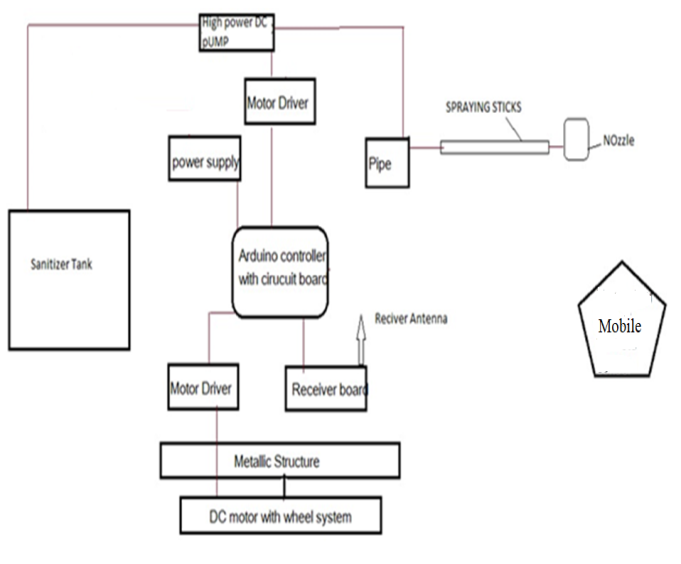 High power DC
pUMP
Motor Driver
SPRAYING STICKS
NOzzle
power supply
Pipe
Sanitizer Tank
Arduino controller
with cirucuit board
Reciver Antenna
Mobile
Motor Driver
Receiver board
Metallic Structure
DC motor with wheel system